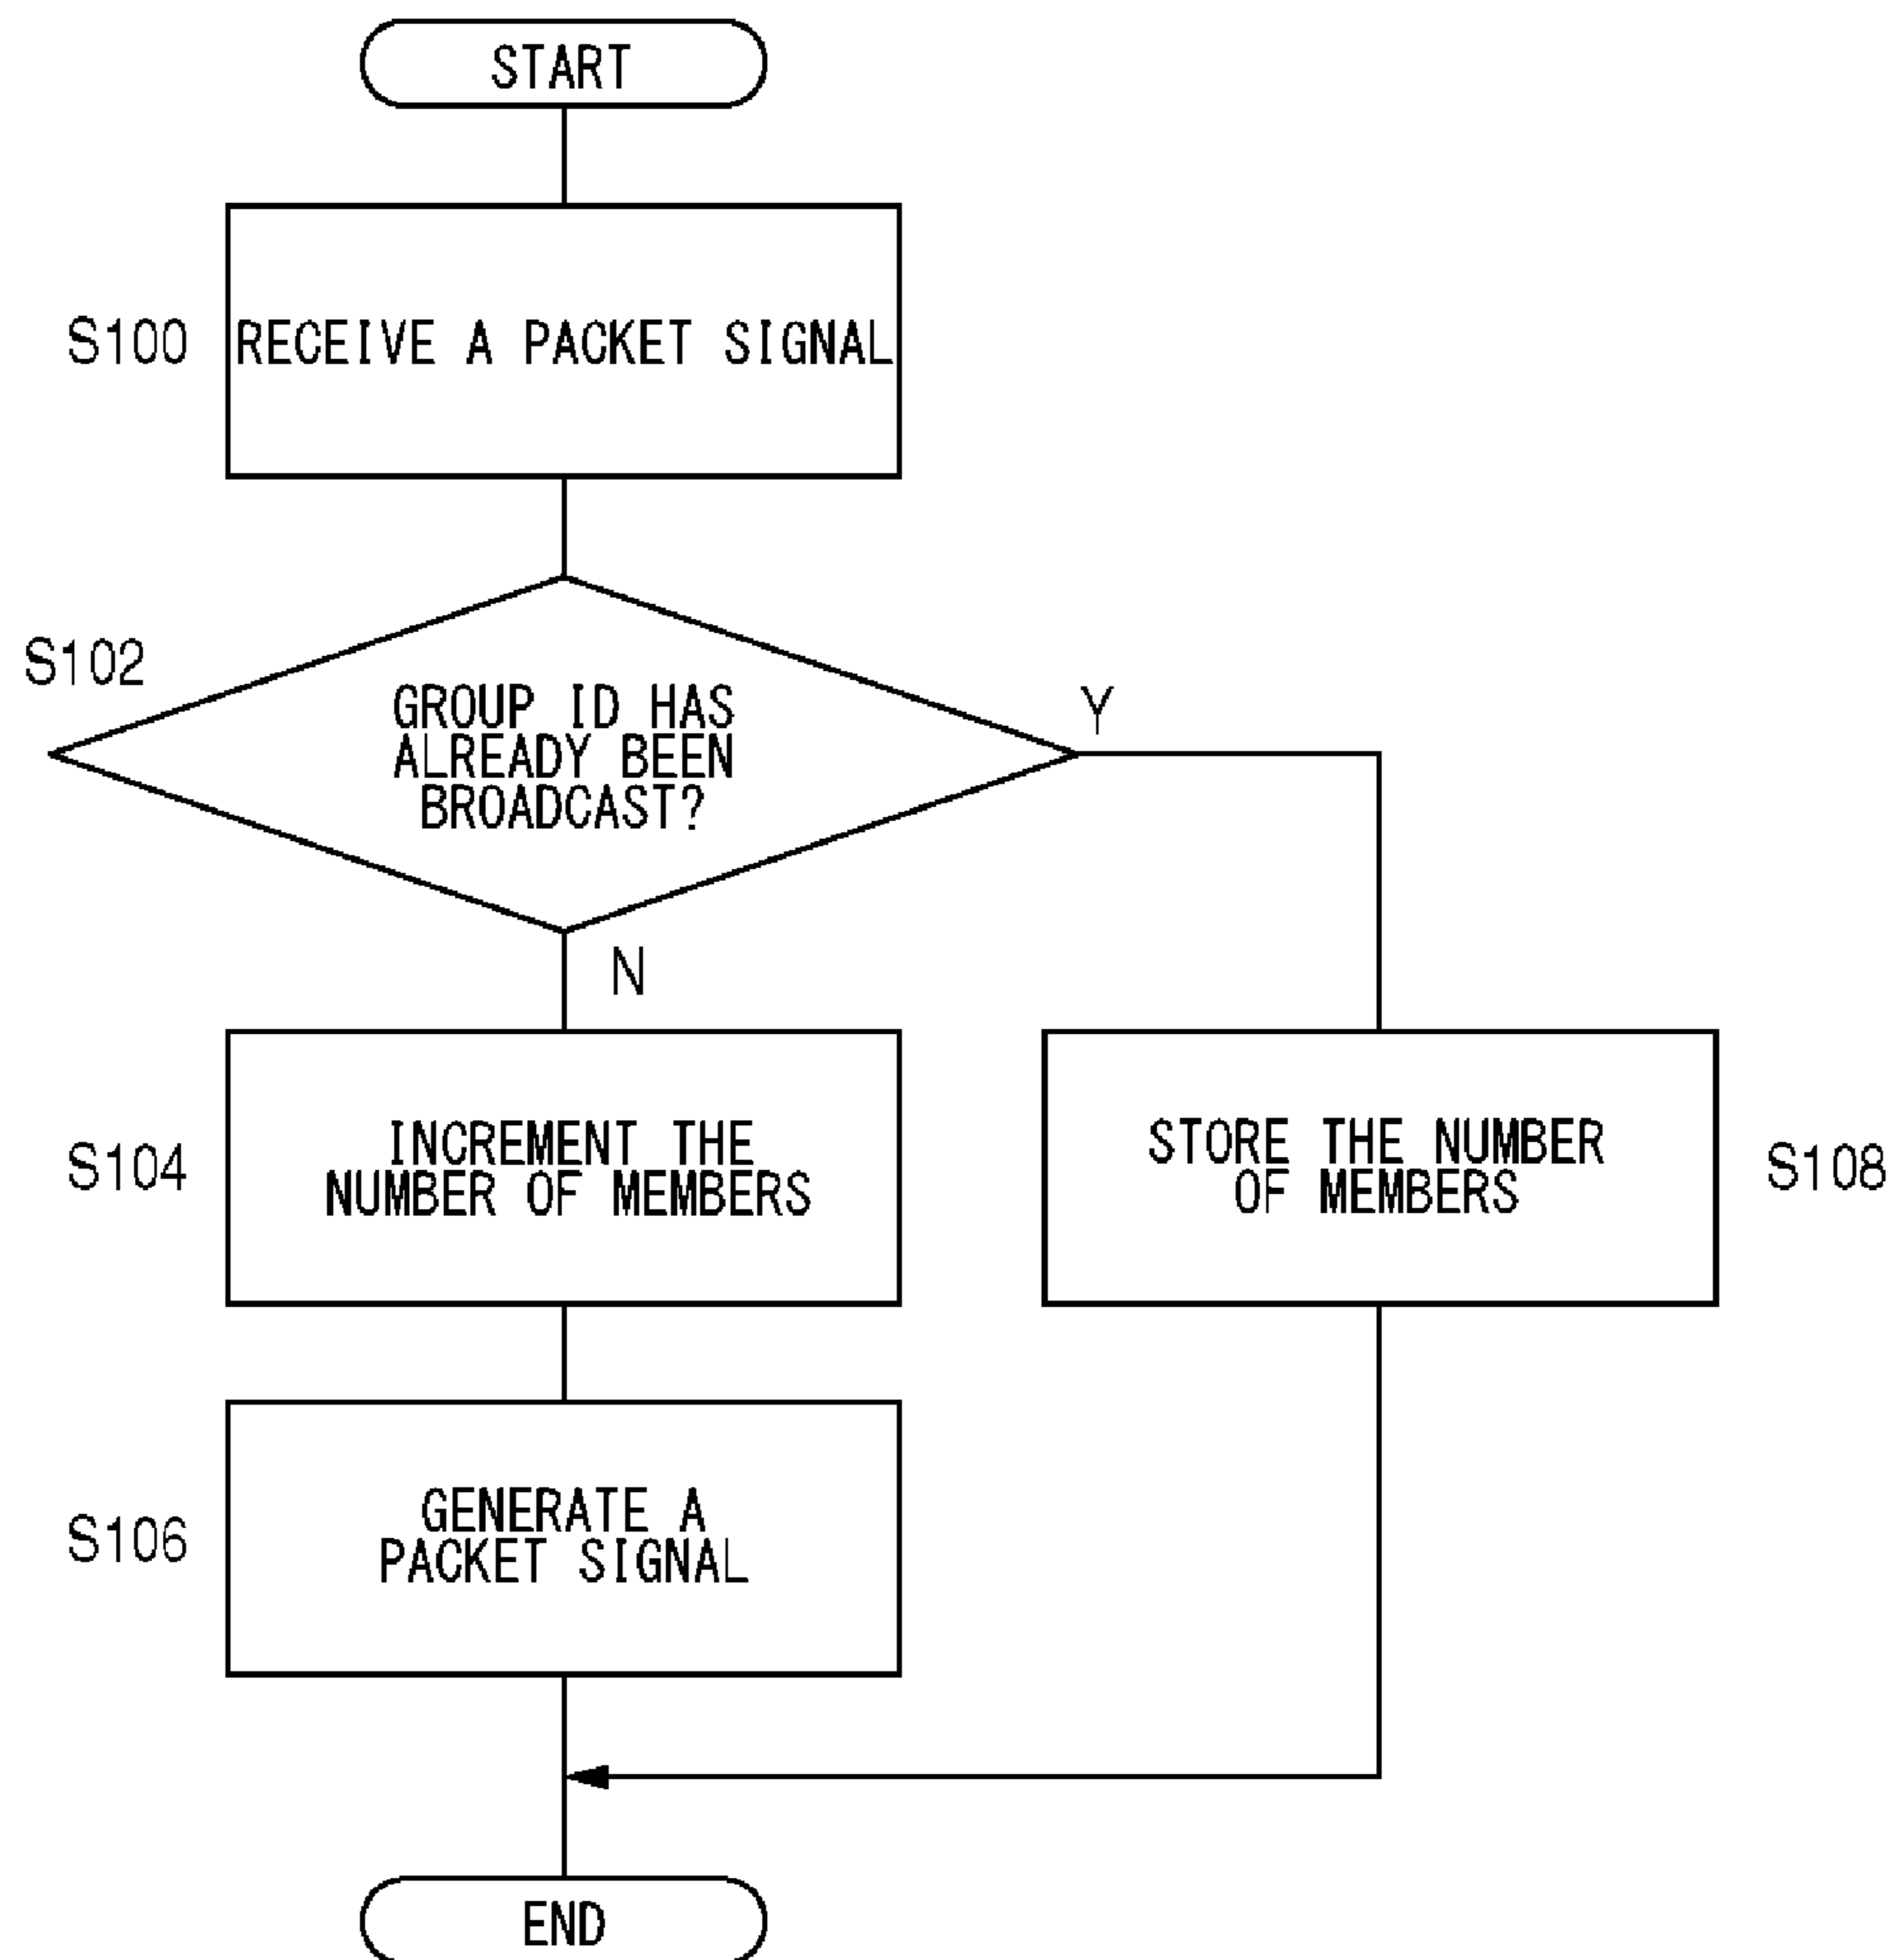 START
S100
RECEIVE A PACKET SIGNAL
S102
GROUP ID HAS
ALREADY BEEN
BROADCAST?
Y
N
S104
INCREMENT THE
NUMBER OF MEMBERS
STORE THE NUMBER
OF MEMBERS
S108
S106
GENERATE A
PACKET SIGNAL
END